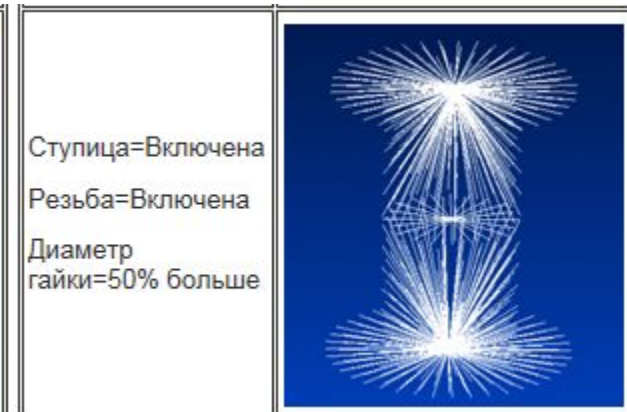 Ступица=Включена
Резьба=Включена
Диаметр
гайки=50% больше